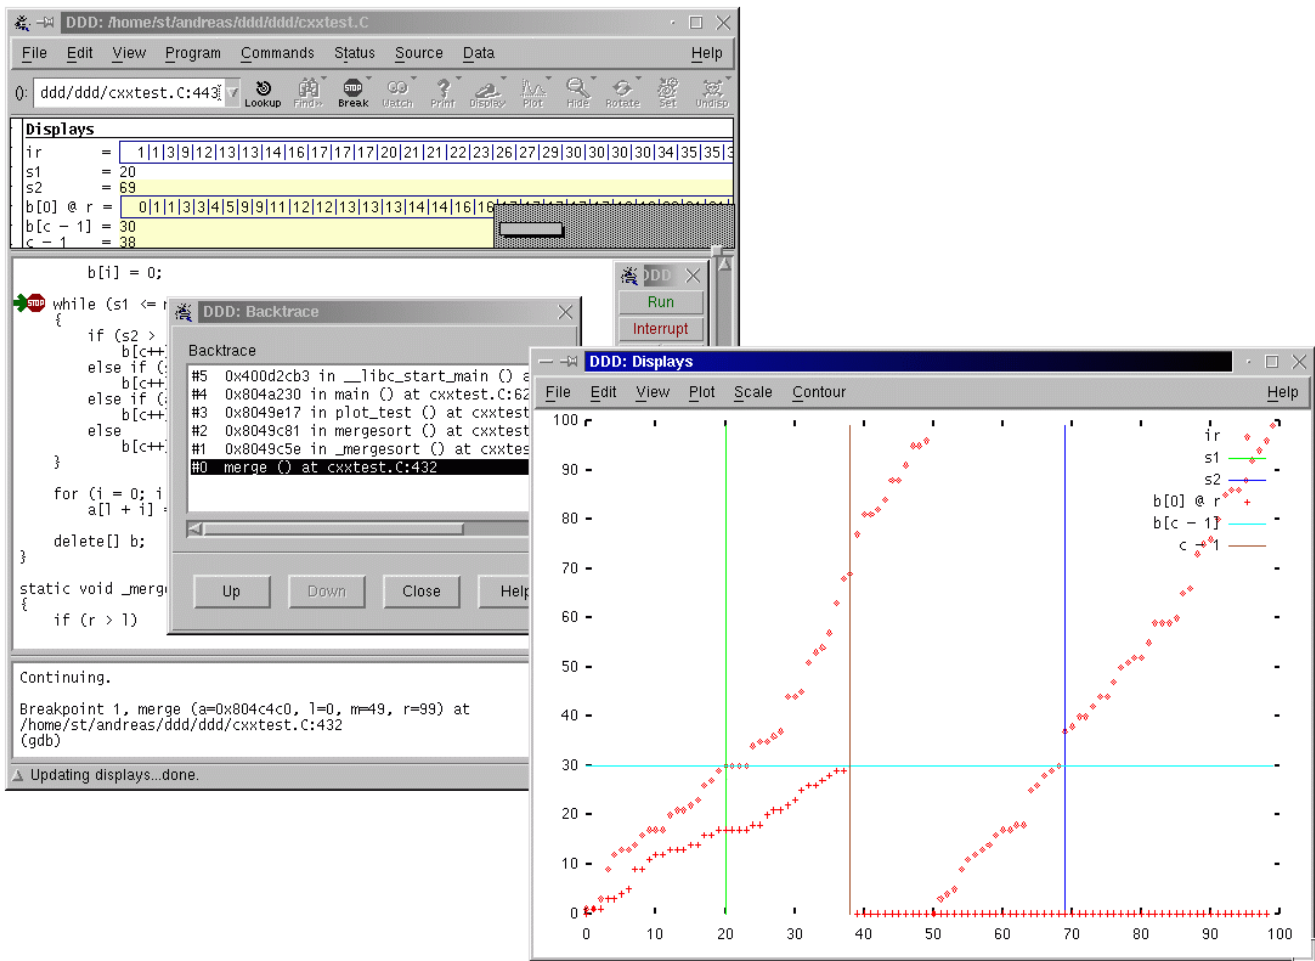 DDD: /home/st/andreas/ddd/ddd/cxxtest.C
File Edit View Program Commands Status Source Data Help
(): ddd/ddd/cxxtest.C:443 Lookup Find» Break Watch Print Display Plot Hide Rotate Set Undisp
Displays
ir = 1|1|3|9|12|13|13|14|16|17|17|17|20|21|21|22|23|26|27|29|30|30|30|30|34|35|35|3
s1 = 20
s2 = 69
b[0] @ r = 0|1|1|3|3|4|5|9|9|11|12|12|13|13|13|14|14|16|16
b[c - 1] = 30
c - 1 = 38
b[i] = 0;
STOP while (s1 <=
{
if (s2 >
b[c++]
else if (
b[c++]
else if (
b[c++]
else
b[c++]
}
for (i = 0; i
a[l + i] =
delete[] b;
}
static void _merg
{
if (r > l)
DDD
Run
Interrupt
DDD: Backtrace
Backtrace
#5 0x400d2cb3 in __libc_start_main () a
#4 0x804a230 in main () at cxxtest.C:62
#3 0x8049e17 in plot_test () at cxxtest
#2 0x8049c81 in mergesort () at cxxtest
#1 0x8049c5e in _mergesort () at cxxtes
#0 merge () at cxxtest.C:432
Up Down Close Help
Continuing.
Breakpoint 1, merge (a=0x804c4c0, l=0, m=49, r=99) at
/home/st/andreas/ddd/ddd/cxxtest.C:432
(gdb)
Updating displays...done.
DDD: Displays
File Edit View Plot Scale Contour Help
100
90
80
70
60
50
40
30
20
10
0
0 10 20 30 40 50 60 70 80 90 100
ir
s1
s2
b[0] @ r
b[c - 1]
c - 1